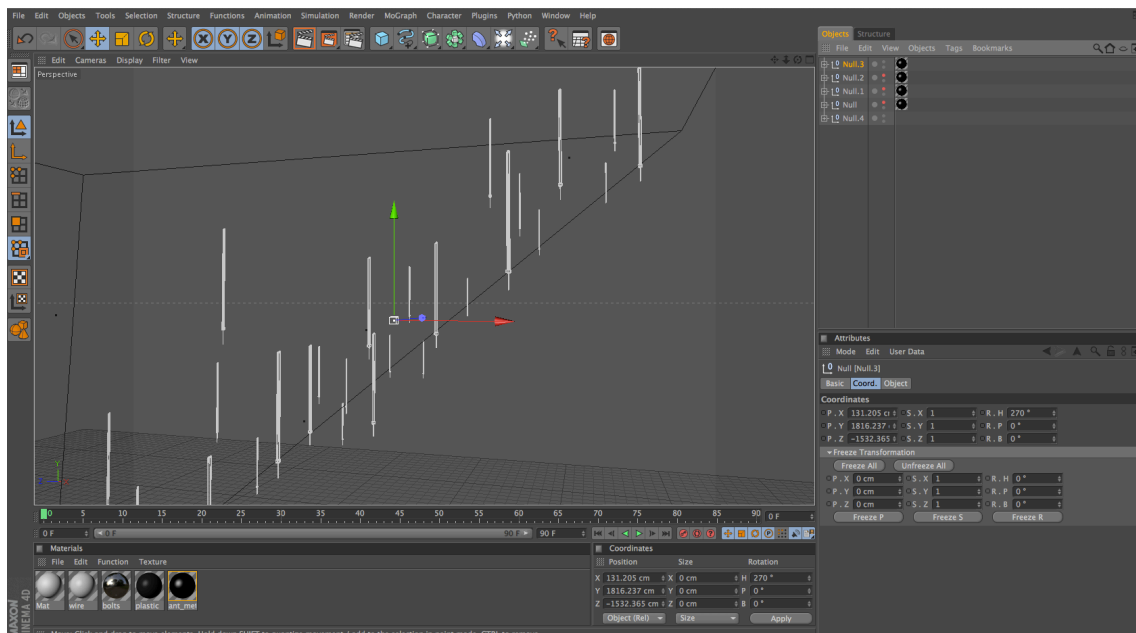 File Edit Objects Tools Selection Structure Functions Animation Simulation Render MoGraph Character Plugins Python Window Help
Edit Cameras Display Filter View
Perspective
Objects Structure
File Edit View Objects Tags Bookmarks
Null.3
Null.2
Null.1
Null
Null.4
Attributes
Mode Edit User Data
Null [Null.3]
Basic Coord. Object
Coordinates
P . X 131.205 c S . X 1 R . H 270 °
P . Y 1816.237 S . Y 1 R . P 0 °
P . Z -1532.365 S . Z 1 R . B 0 °
Freeze Transformation
Freeze All Unfreeze All
P . X 0 cm S . X 1 R . H 0 °
P . Y 0 cm S . Y 1 R . P 0 °
P . Z 0 cm S . Z 1 R . B 0 °
Freeze P Freeze S Freeze R
0 5 10 15 20 25 30 35 40 45 50 55 60 65 70 75 80 85 90 0 F
0 F 0 F 90 F 90 F
Materials
File Edit Function Texture
Mat wire bolts plastic ant_met
Coordinates
Position Size Rotation
X 131.205 cm X 0 cm H 270 °
Y 1816.237 cm Y 0 cm P 0 °
Z -1532.365 cm Z 0 cm B 0 °
Object (Rel) Size Apply
MAXON
CINEMA 4D